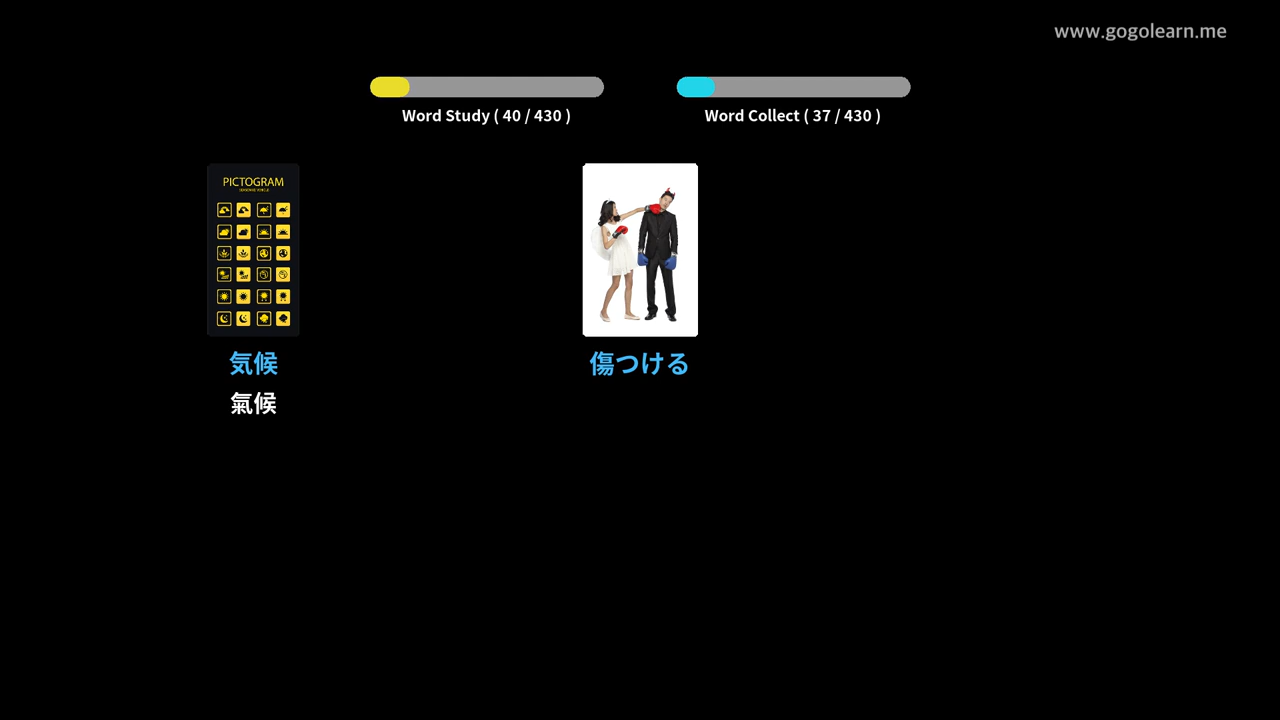 www.gogolearn.me
Word Study ( 40 / 430 )
Word Collect ( 37 / 430 )
PICTOGRAM
気候
氣候
傷つける